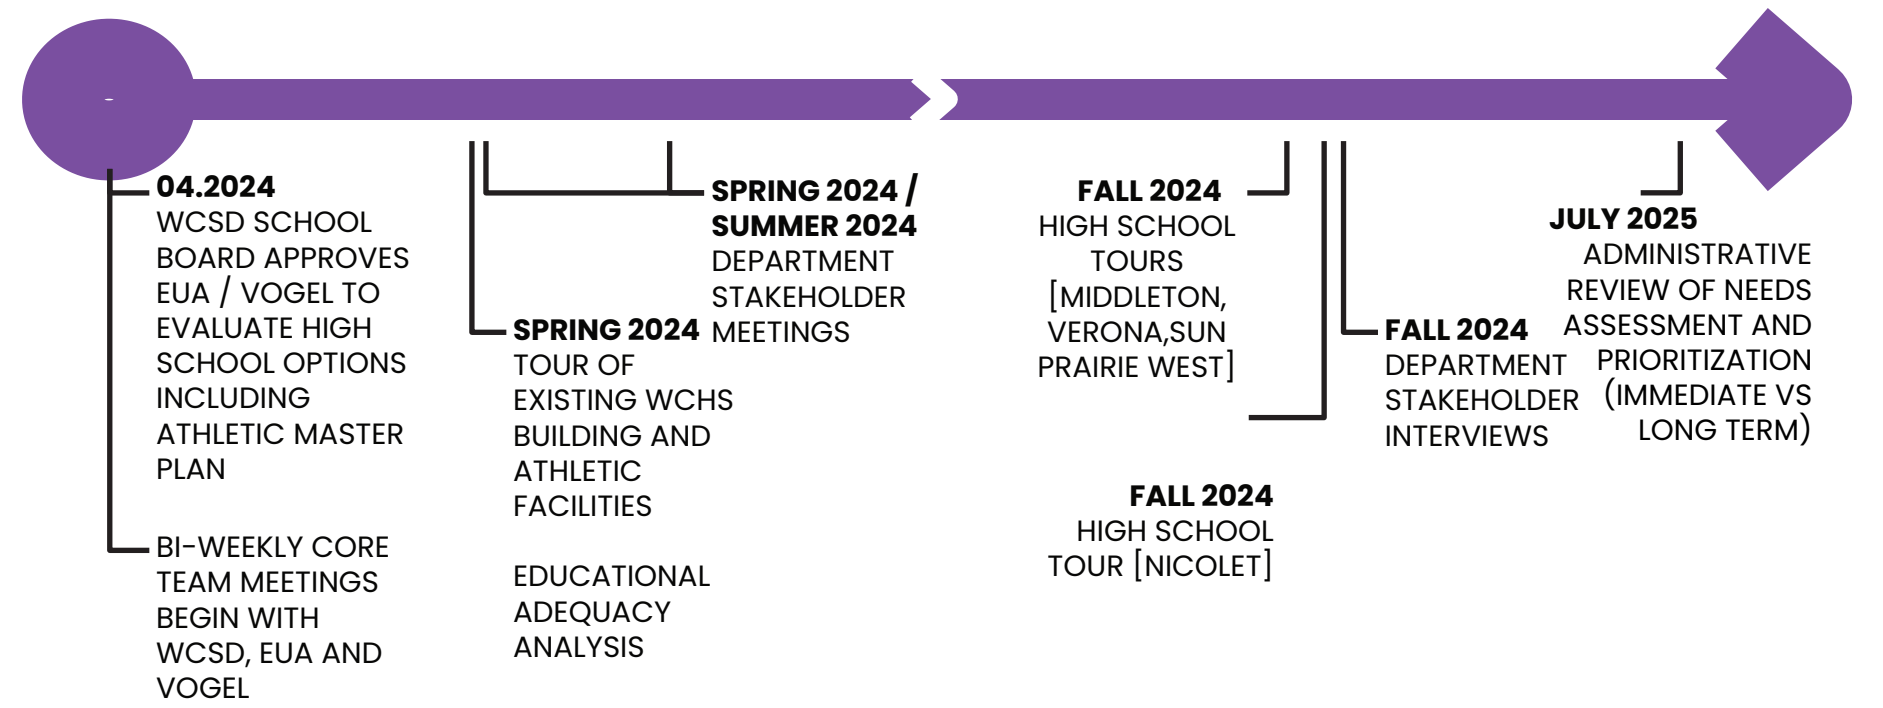 04.2024
WCSD SCHOOL
BOARD APPROVES
EUA / VOGEL TO
EVALUATE HIGH
SCHOOL OPTIONS
INCLUDING
ATHLETIC MASTER
PLAN
BI-WEEKLY CORE
TEAM MEETINGS
BEGIN WITH
WCSD, EUA AND
VOGEL
SPRING 2024
TOUR OF
EXISTING WCHS
BUILDING AND
ATHLETIC
FACILITIES
EDUCATIONAL
ADEQUACY
ANALYSIS
SPRING 2024 /
SUMMER 2024
DEPARTMENT
STAKEHOLDER
MEETINGS
FALL 2024
HIGH SCHOOL
TOURS
[MIDDLETON,
VERONA,SUN
PRAIRIE WEST]
FALL 2024
HIGH SCHOOL
TOUR [NICOLET]
FALL 2024
DEPARTMENT
STAKEHOLDER
INTERVIEWS
JULY 2025
ADMINISTRATIVE
REVIEW OF NEEDS
ASSESSMENT AND
PRIORITIZATION
(IMMEDIATE VS
LONG TERM)